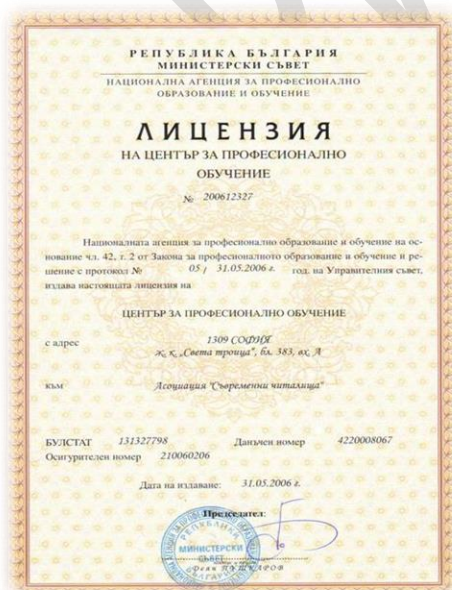 РЕПУБЛИКА БЪЛГАРИЯ
МИНИСТЕРСКИ СЪВЕТ
НАЦИОНАЛНА АГЕНЦИЯ ЗА ПРОФЕСИОНАЛНО
ОБРАЗОВАНИЕ И ОБУЧЕНИЕ
ЛИЦЕНЗИЯ
НА ЦЕНТЪР ЗА ПРОФЕСИОНАЛНО
ОБУЧЕНИЕ
№ 200612327
Националната агенция за професионално образование и обучение на ос-
нование чл. 42, т. 2 от Закона за професионалното образование и обучение и ре-
шение с протокол № 05 / 31.05.2006 г. год. на Управителния съвет,
издава настоящата лицензия на
ЦЕНТЪР ЗА ПРОФЕСИОНАЛНО ОБУЧЕНИЕ
с адрес 1309 СОФИЯ
ж. к. „Света троица", бл. 383, вх. А
към Асоциация "Съвременни читалища"
БУЛСТАТ 131327798 Данъчен номер 4220008067
Осигурителен номер 210060206
Дата на издаване: 31.05.2006 г.
Председател:
МИНИСТЕРСКИ
СЪВЕТ